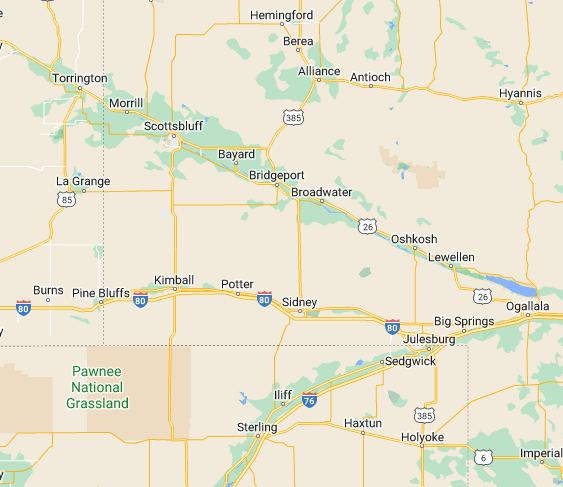 Hemingford
Berea
Alliance
Antioch
Torrington
Morrill
Hyannis
385
Scottsbluff
Bayard
Bridgeport
La Grange
Broadwater
85
26
Oshkosh
Lewellen
Kimball
Potter
Burns
Pine Bluffs
80
80
80
26
Sidney
Ogallala
Big Springs
80
Julesburg
Sedgwick
Pawnee
National
Grassland
Iliff
76
385
Sterling
Haxtun
Holyoke
6
Imperial